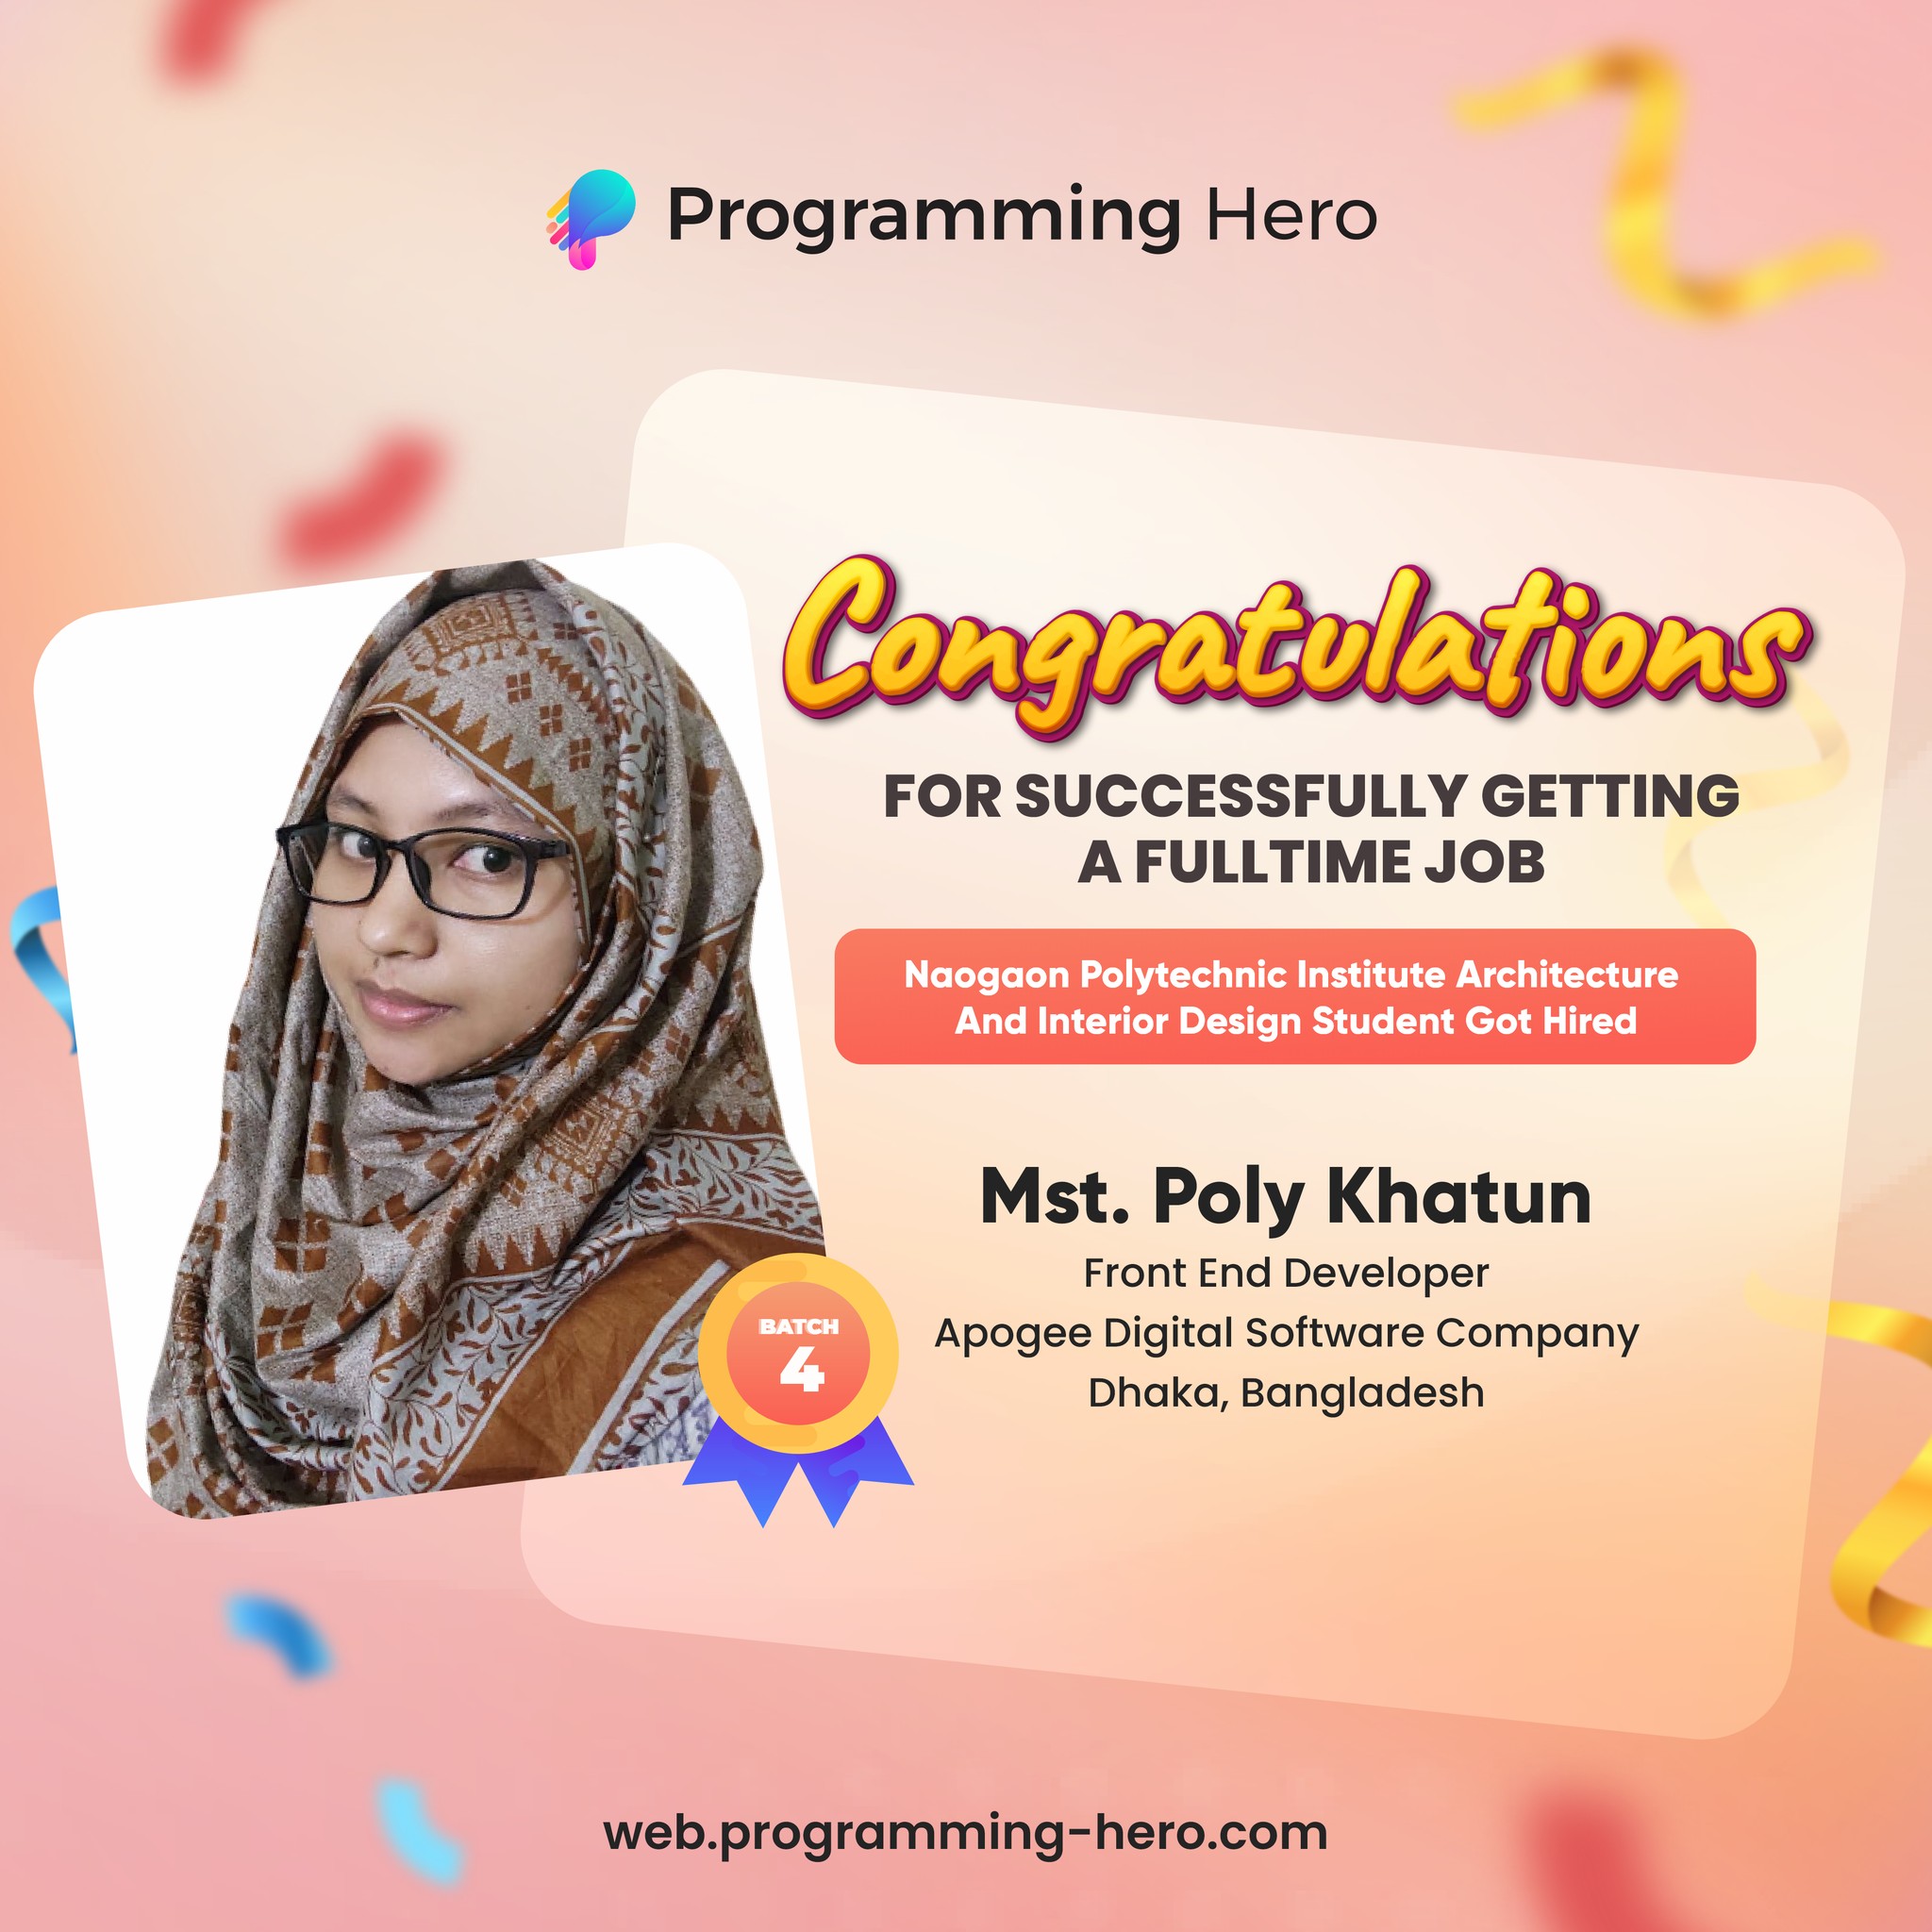 Programming Hero
Congratulations
FOR SUCCESSFULLY GETTING
A FULLTIME JOB
Naogaon Polytechnic Institute Architecture
And Interior Design Student Got Hired
Mst. Poly Khatun
Front End Developer
Apogee Digital Software Company
Dhaka, Bangladesh
BATCH
4
web.programming-hero.com